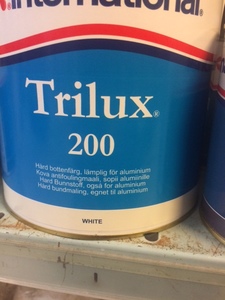 International
Trilux®
200
Hård bottenfärg, lämplig för aluminium
Kova antifoulingmaali, sopii alumiinille
Hard Bunnstoff, også for aluminium
Hård bundmaling, egnet til aluminium
WHITE